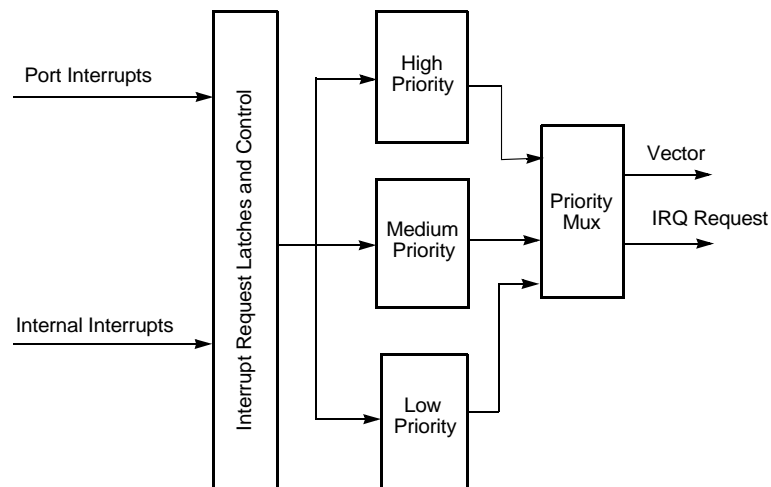 Port Interrupts
Internal Interrupts
Interrupt Request Latches and Control
High
Priority
Medium
Priority
Low
Priority
Priority
Mux
Vector
IRQ Request